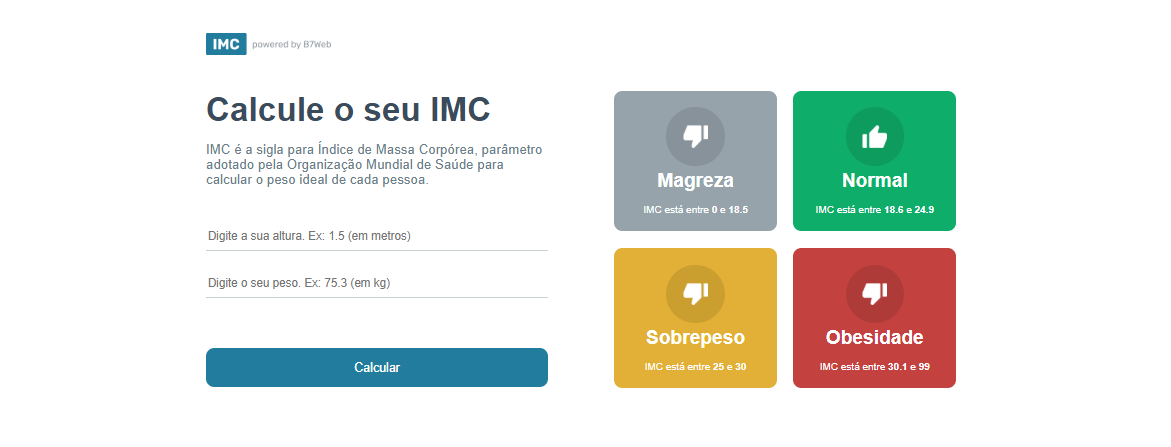 IMC powered by B7Web
Calcule o seu IMC
IMC é a sigla para Índice de Massa Corpórea, parâmetro
adotado pela Organização Mundial de Saúde para
calcular o peso ideal de cada pessoa.
Digite a sua altura. Ex: 1.5 (em metros)
Digite o seu peso. Ex: 75.3 (em kg)
Calcular
Magreza
IMC está entre 0 e 18.5
Normal
IMC está entre 18.6 e 24.9
Sobrepeso
IMC está entre 25 e 30
Obesidade
IMC está entre 30.1 e 99